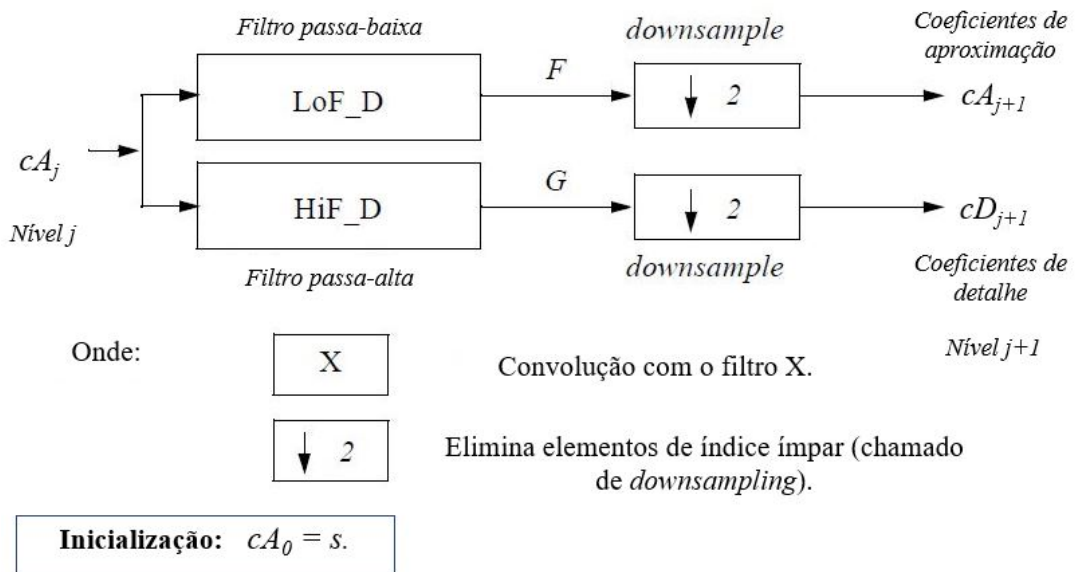 Filtro passa-baixa
downsample
Coeficientes de
aproximação
LoF_D
F
↓ 2
cA_{j+1}
cA_j
Nível j
HiF_D
G
↓ 2
cD_{j+1}
Filtro passa-alta
downsample
Coeficientes de
detalhe
Nível j+1
Onde:
X
Convolução com o filtro X.
↓ 2
Elimina elementos de índice ímpar (chamado
de downsampling).
Inicialização: cA_0 = s.